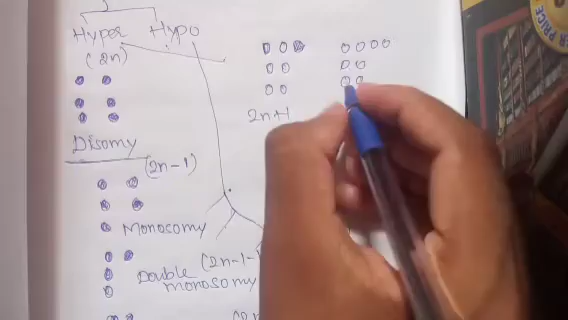 Hyper Hypo
(2n)
2n+1
Disomy
(2n-1)
Monosomy
(2n-1-
Double monosomy